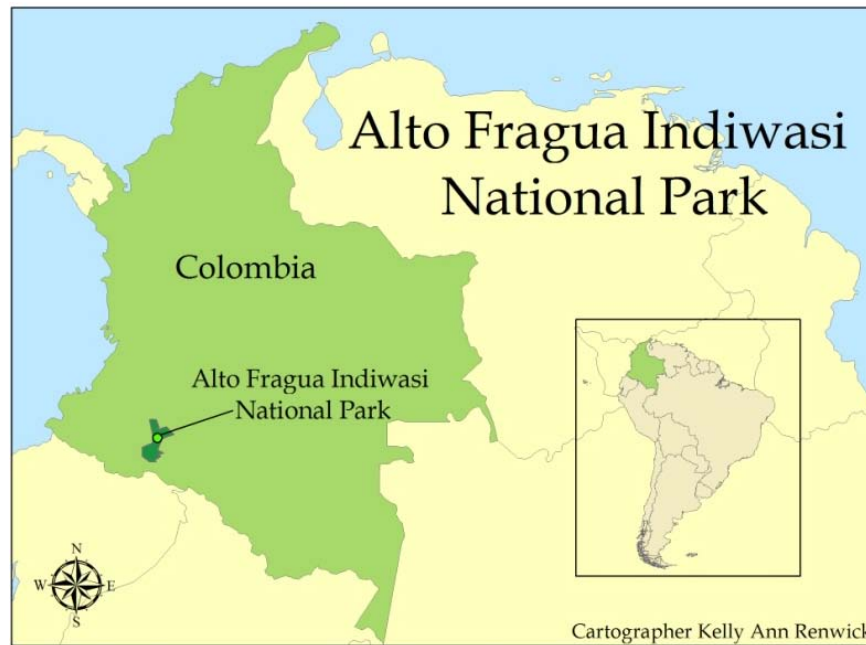 Alto Fragua Indiwasi
National Park
Colombia
Alto Fragua Indiwasi
National Park
N
W
E
S
Cartographer Kelly Ann Renwick